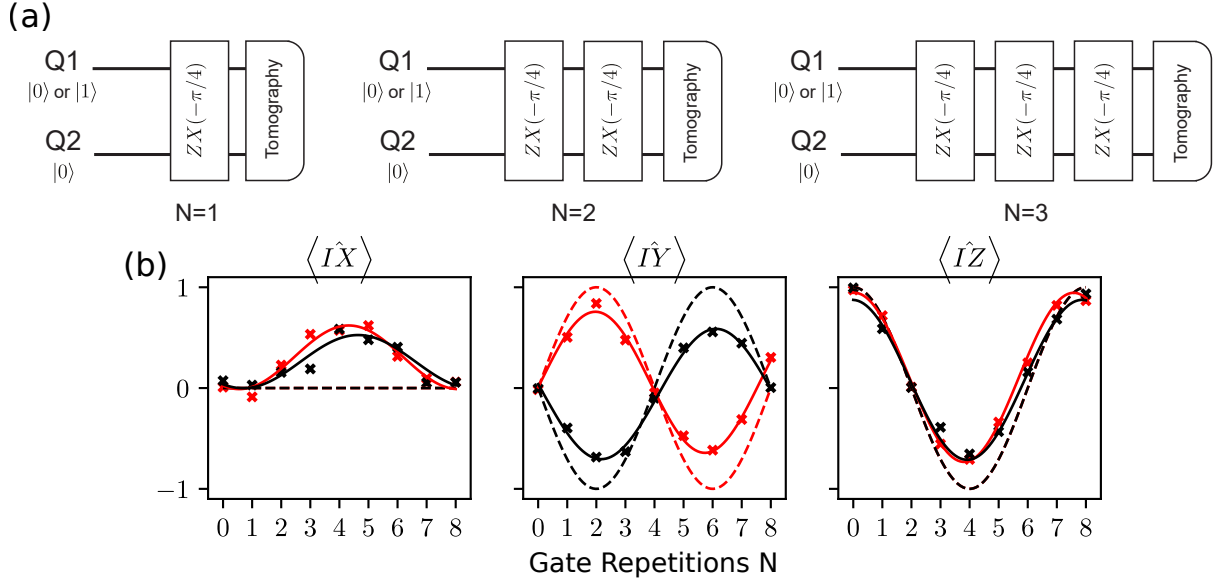 (a)
Q1
|0⟩ or |1⟩
Q2
|0⟩
ZX(−π/4)
Tomography
N=1
Q1
|0⟩ or |1⟩
Q2
|0⟩
ZX(−π/4)
ZX(−π/4)
Tomography
N=2
Q1
|0⟩ or |1⟩
Q2
|0⟩
ZX(−π/4)
ZX(−π/4)
ZX(−π/4)
Tomography
N=3
(b)
⟨IX̂⟩
⟨IŶ⟩
⟨IẐ⟩
1
0
−1
0 1 2 3 4 5 6 7 8
0 1 2 3 4 5 6 7 8
0 1 2 3 4 5 6 7 8
Gate Repetitions N